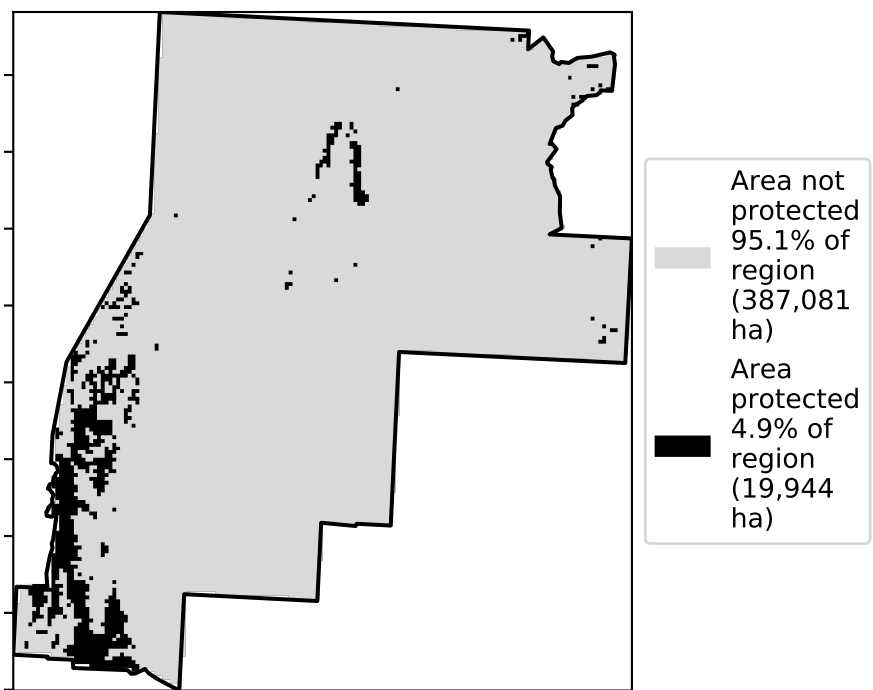 Area not
protected
95.1% of
region
(387,081
ha)
Area
protected
4.9% of
region
(19,944
ha)